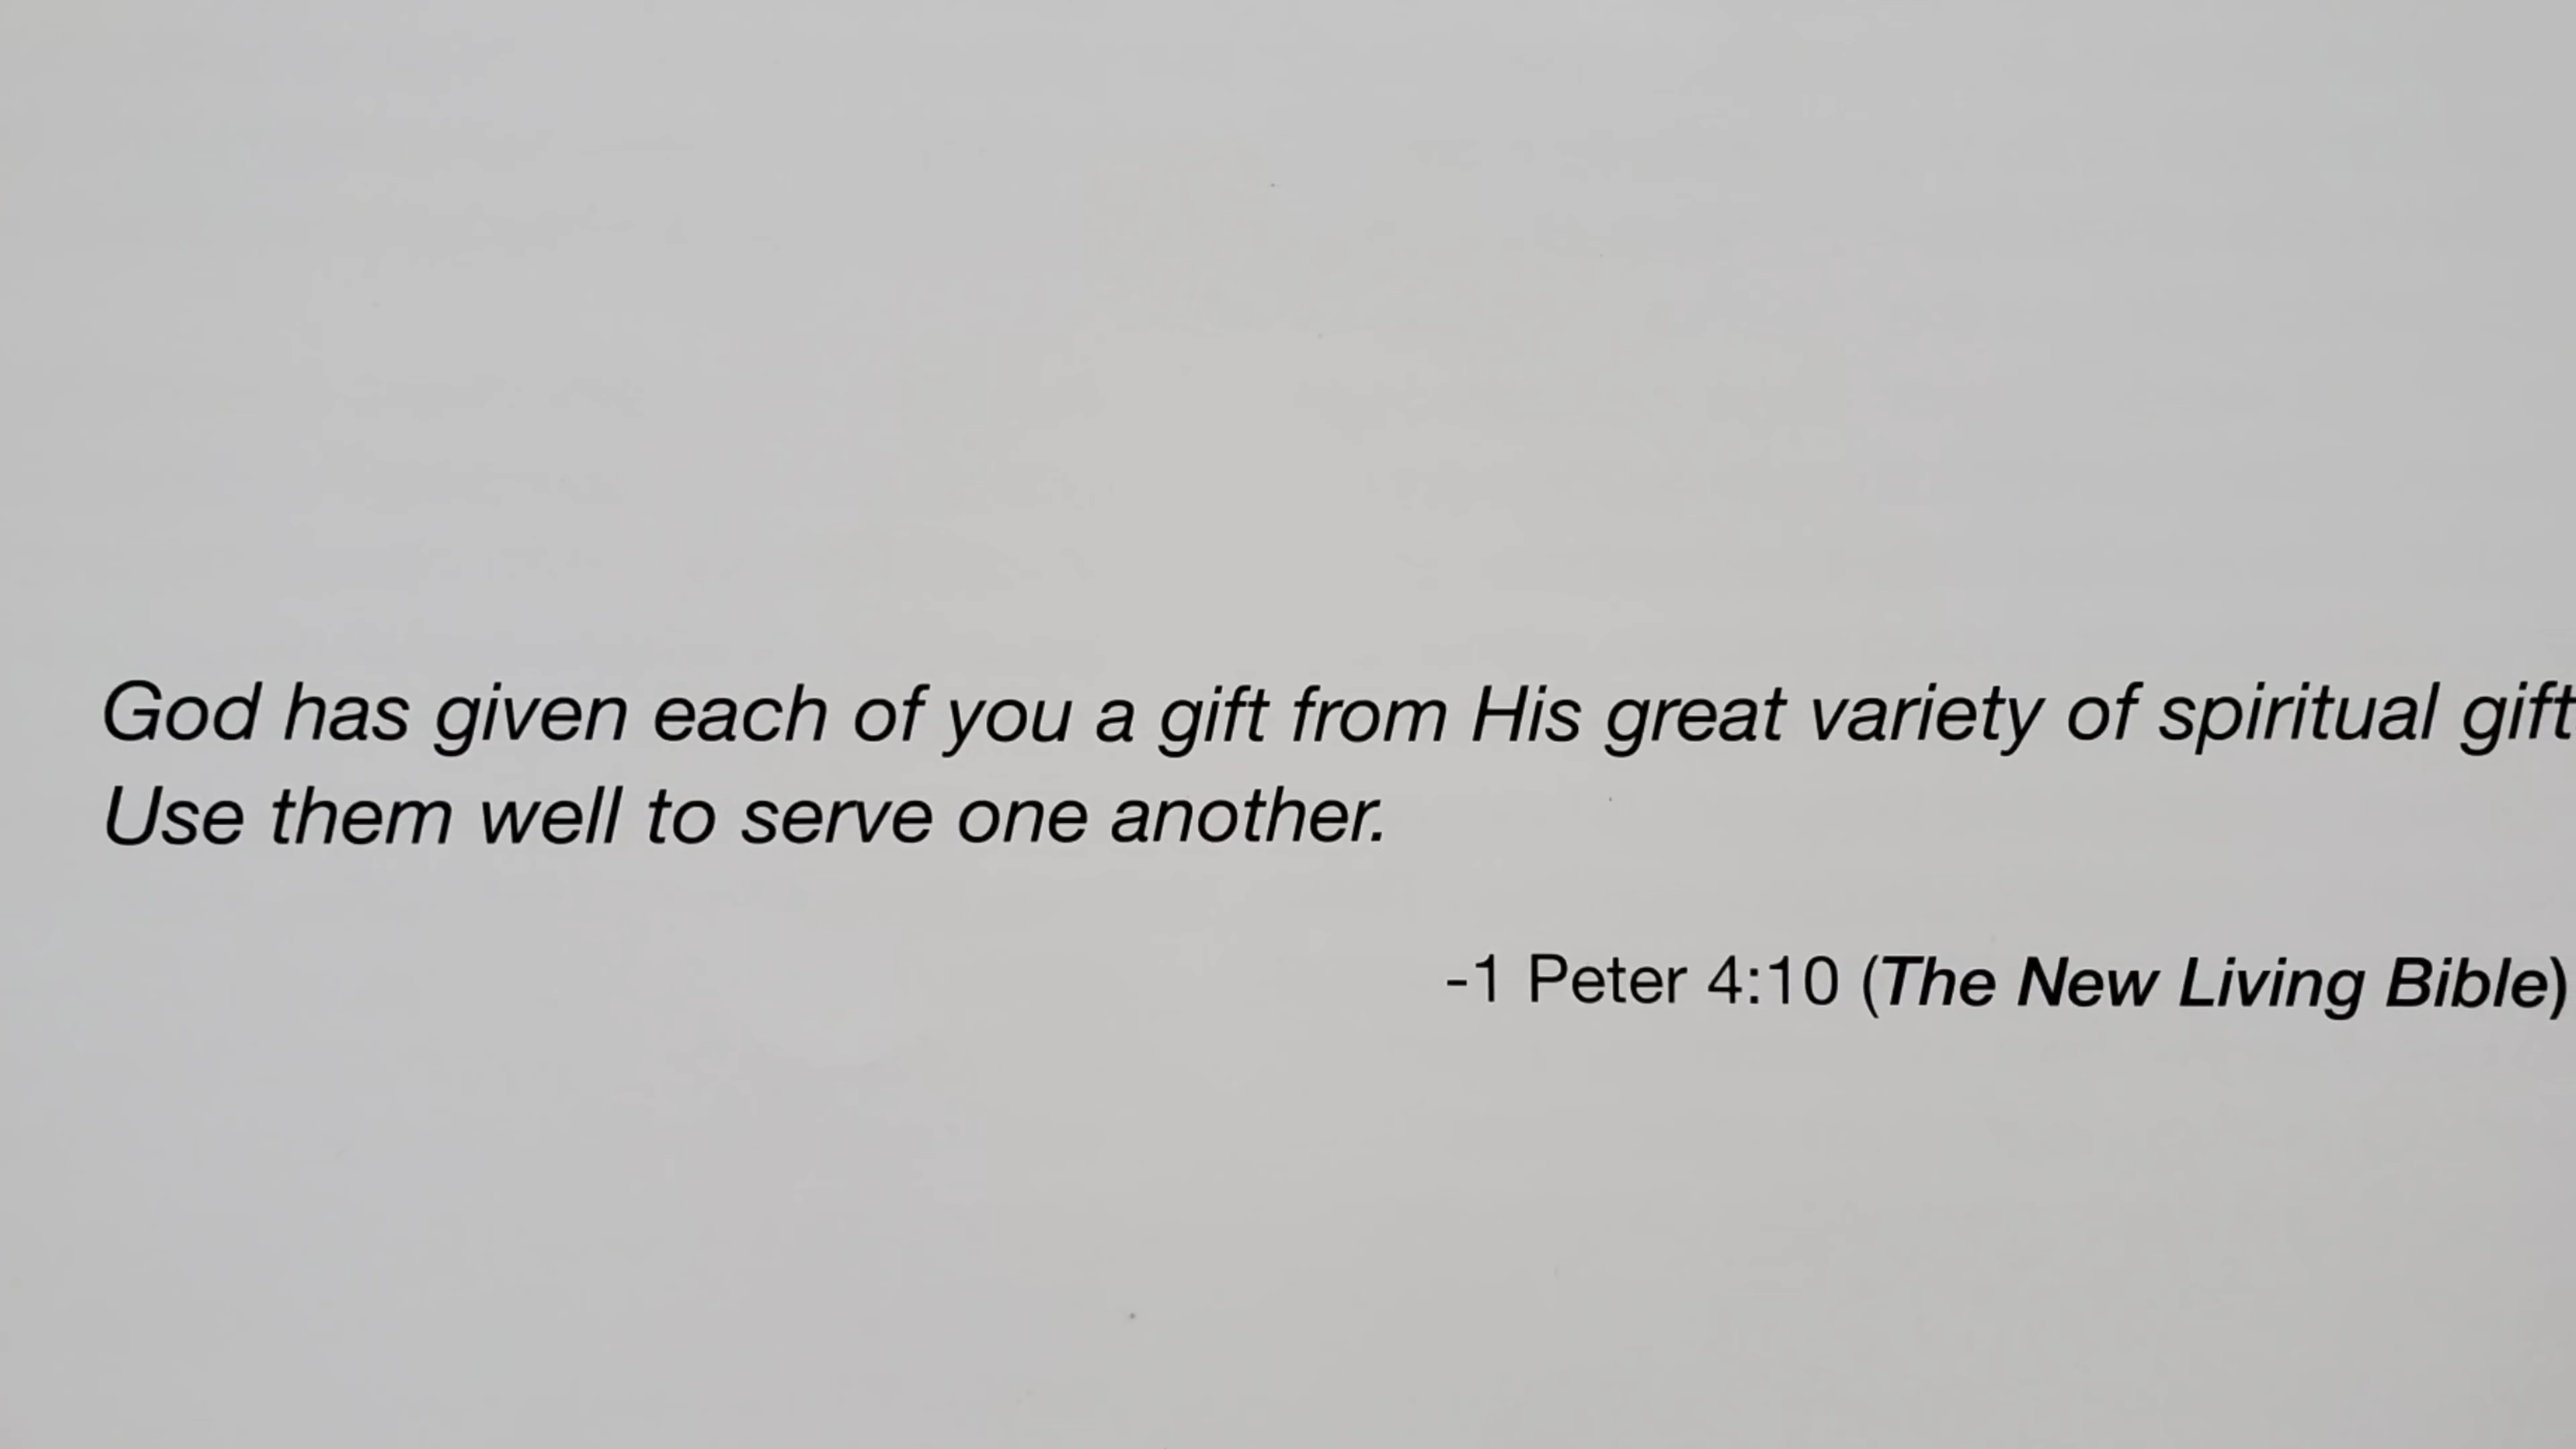 God has given each of you a gift from His great variety of spiritual gift
Use them well to serve one another.
-1 Peter 4:10 (The New Living Bible)